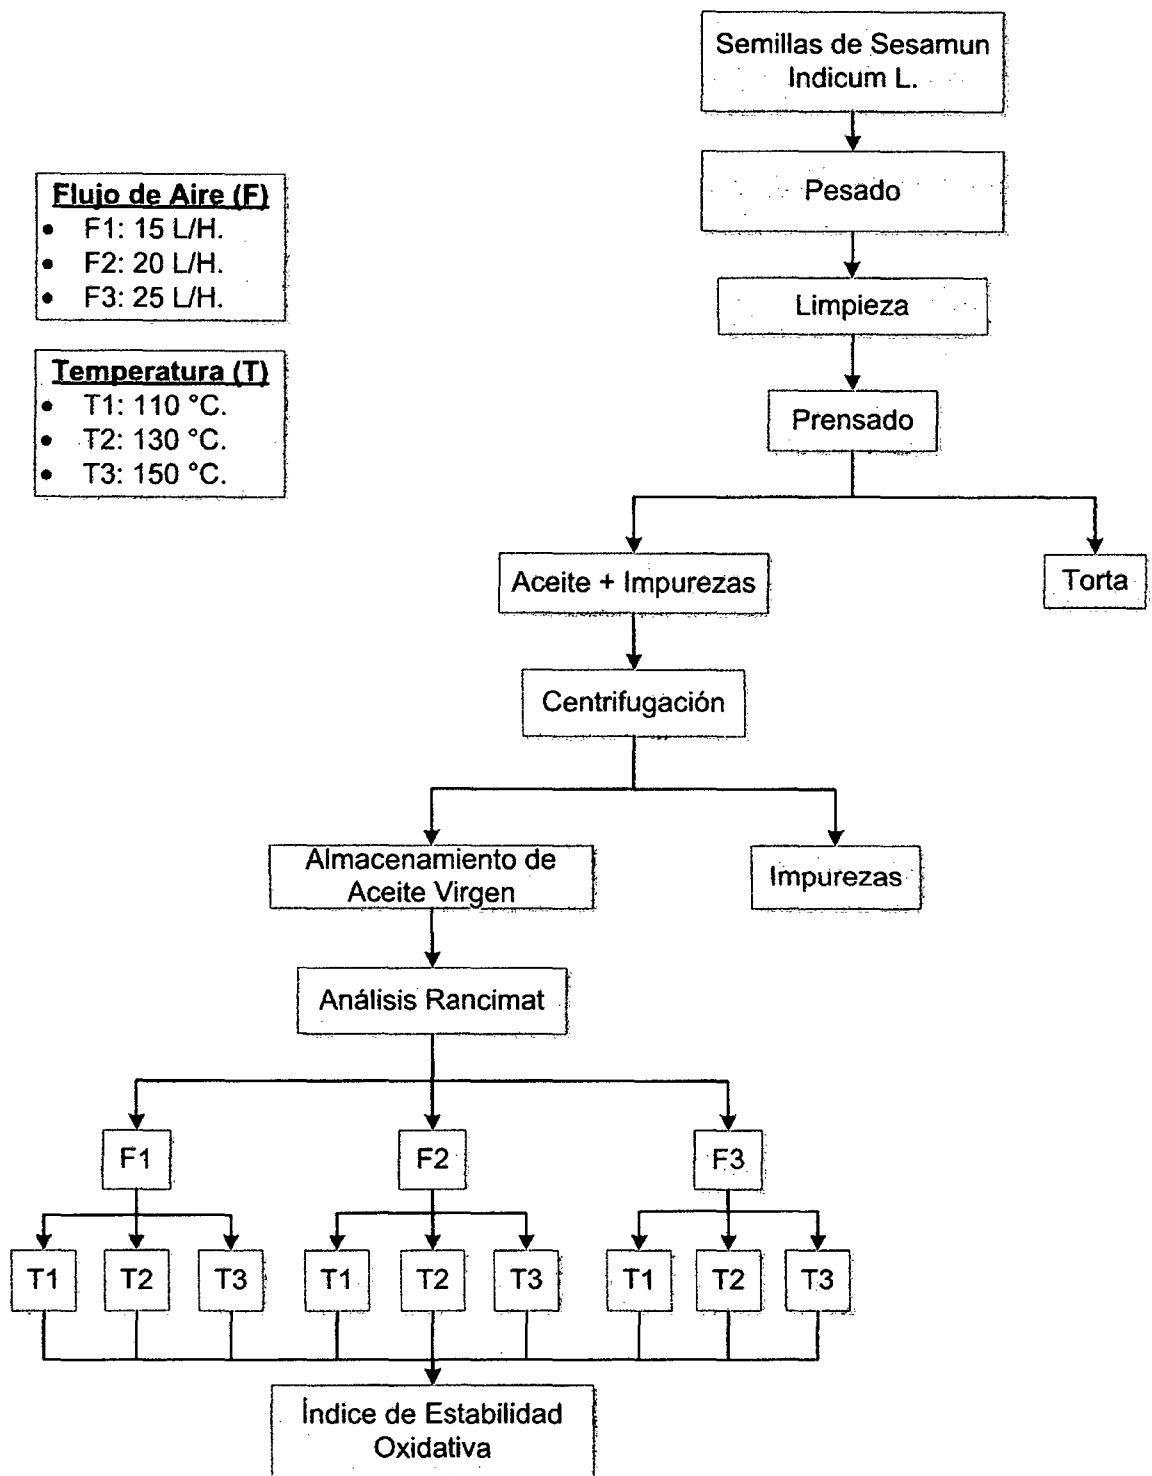 Semillas de Sesamun
Indicum L.
Pesado
Flujo de Aire (F)
• F1: 15 L/H.
• F2: 20 L/H.
• F3: 25 L/H.
Limpieza
Temperatura (T)
• T1: 110 °C.
• T2: 130 °C.
• T3: 150 °C.
Prensado
Aceite + Impurezas
Torta
Centrifugación
Almacenamiento de
Aceite Virgen
Impurezas
Análisis Rancimat
F1
F2
F3
T1
T2
T3
T1
T2
T3
T1
T2
T3
Índice de Estabilidad
Oxidativa